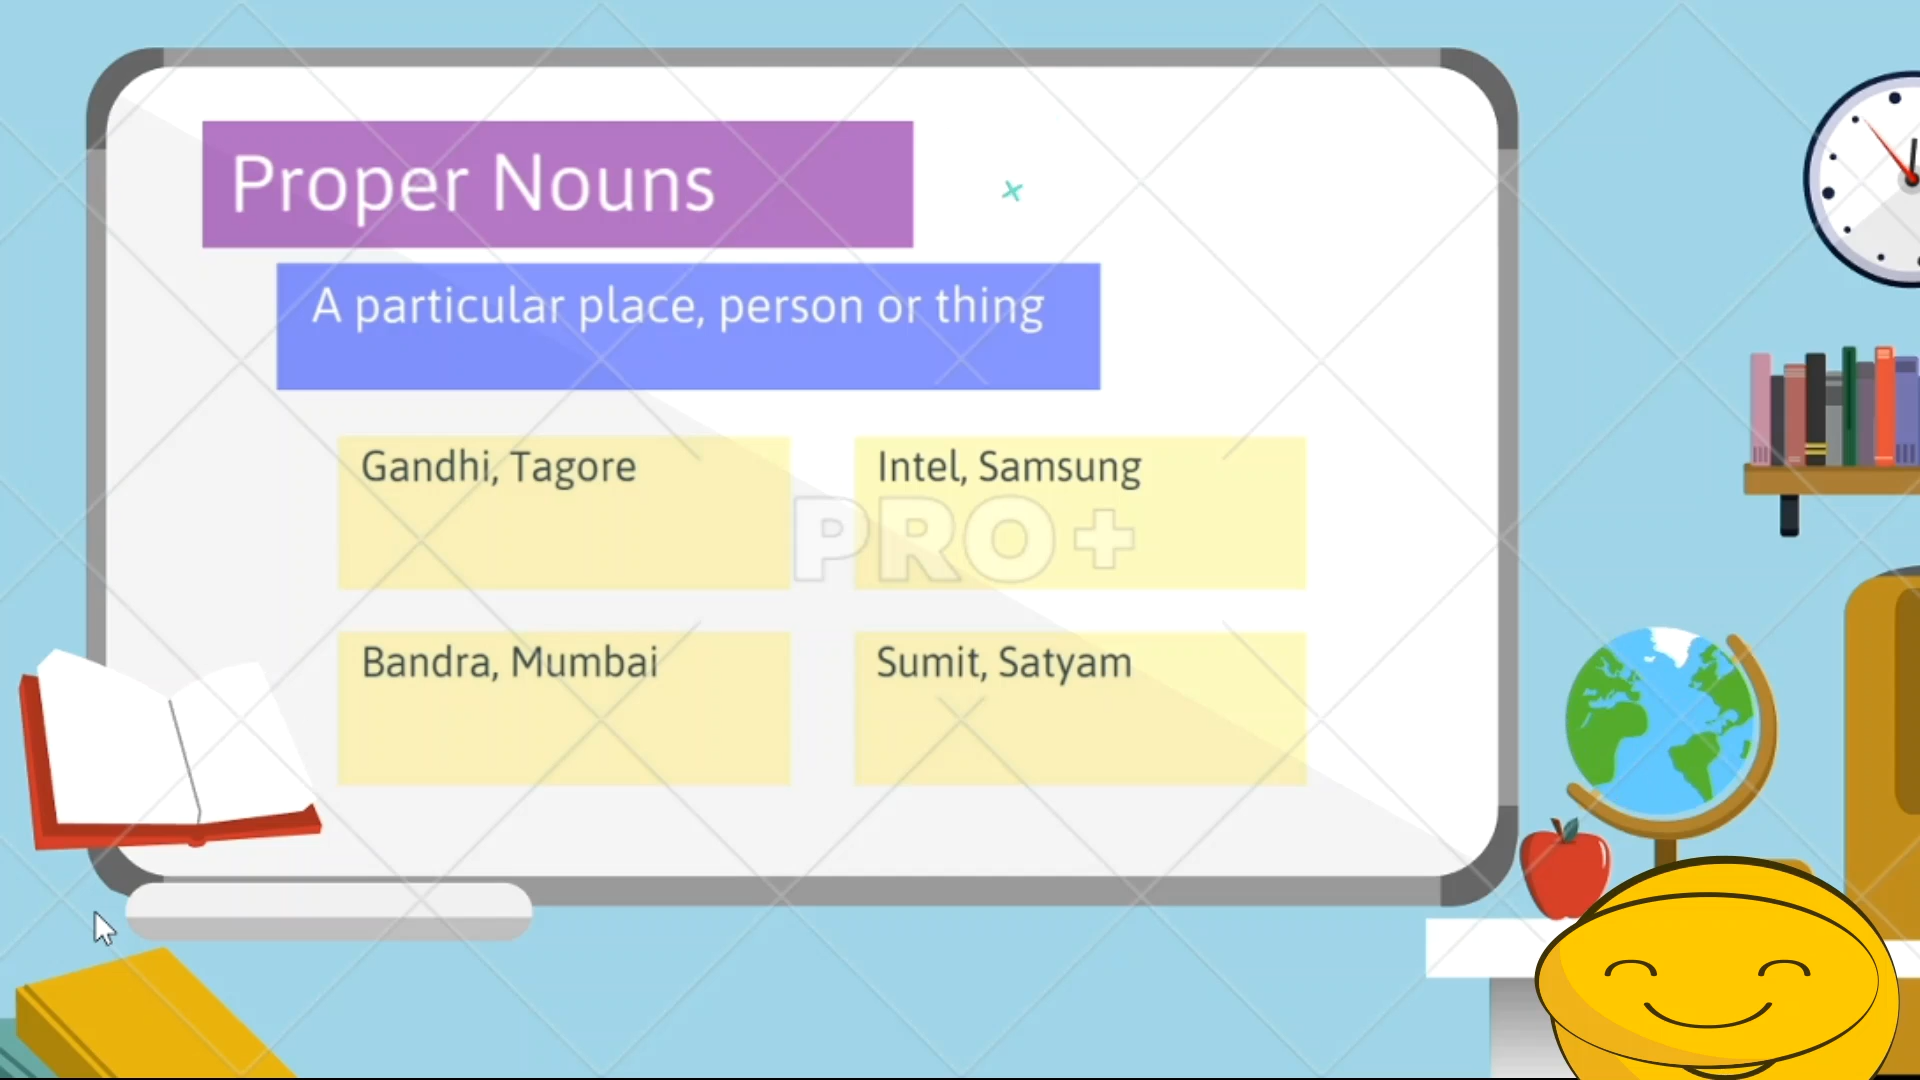 Proper Nouns
A particular place, person or thing
Gandhi, Tagore
Intel, Samsung
PRO+
Bandra, Mumbai
Sumit, Satyam